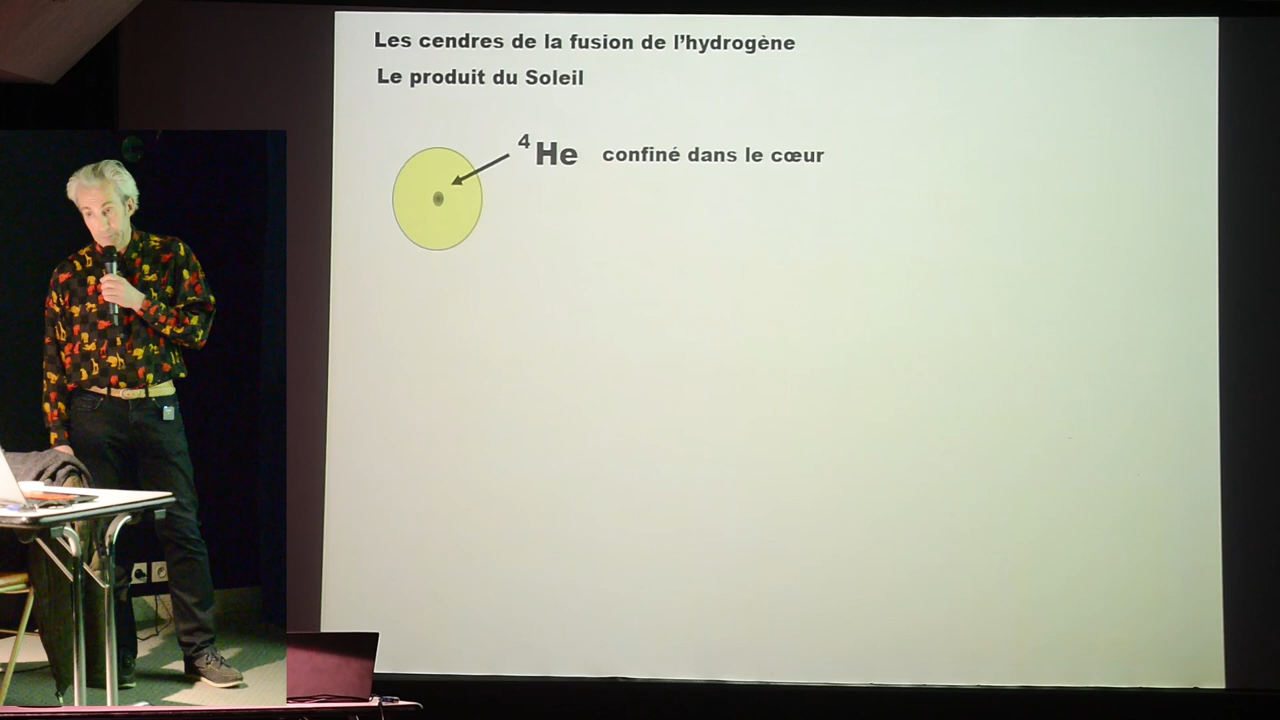 Les cendres de la fusion de l'hydrogène
Le produit du Soleil
4He confiné dans le cœur